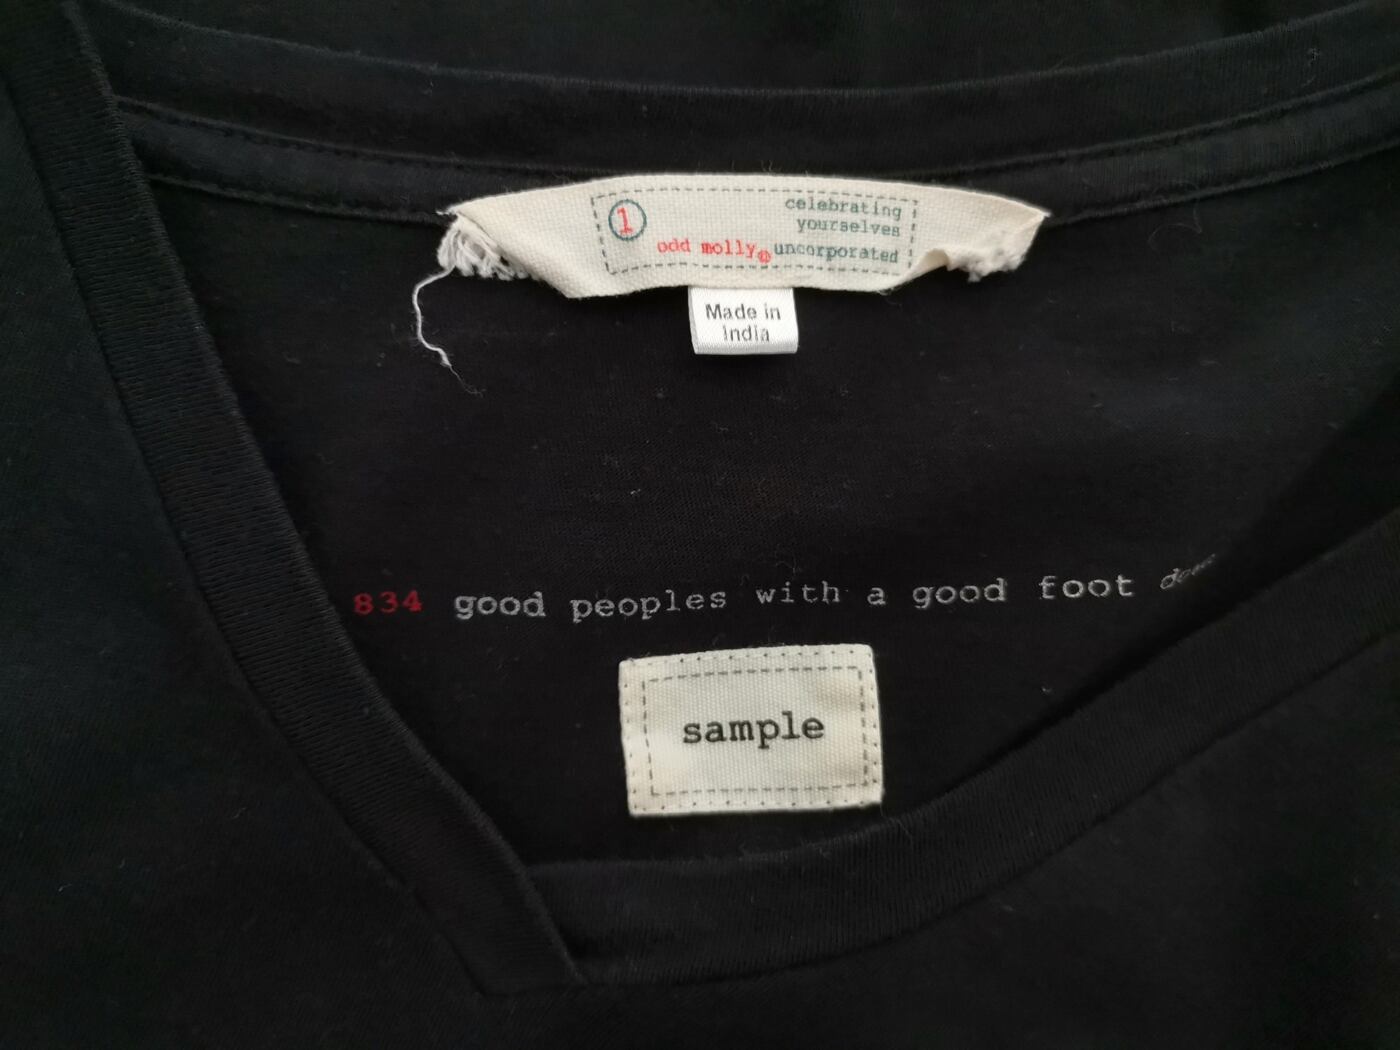 1
celebrating
yourselves
odd molly® uncorporated
Made in
India
834 good peoples with a good foot
sample